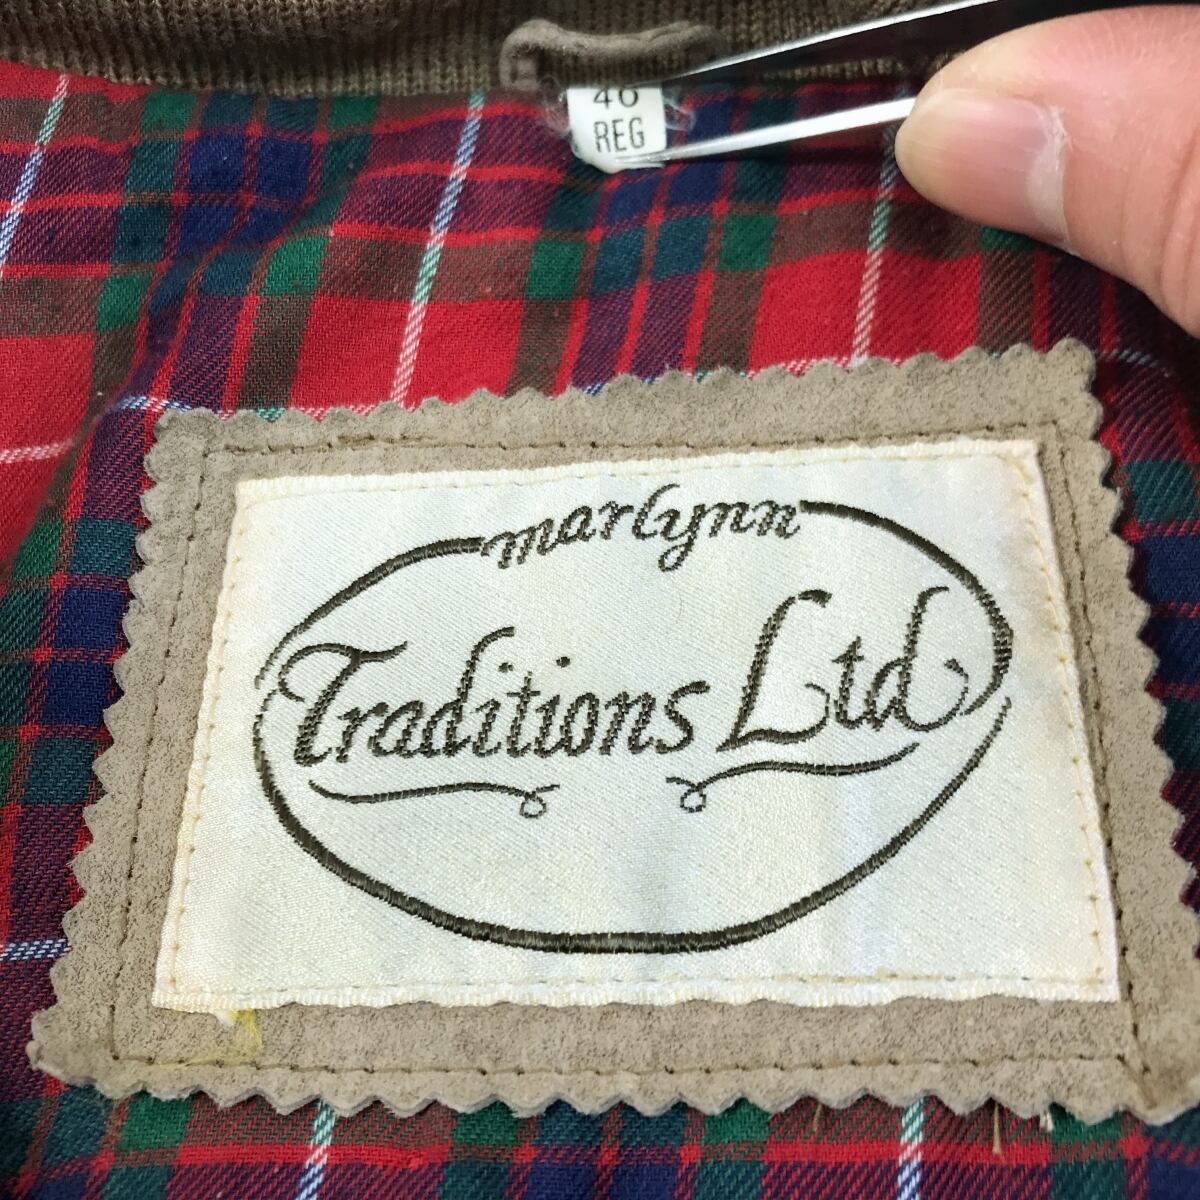 46
REG
marlynn
Traditions Ltd